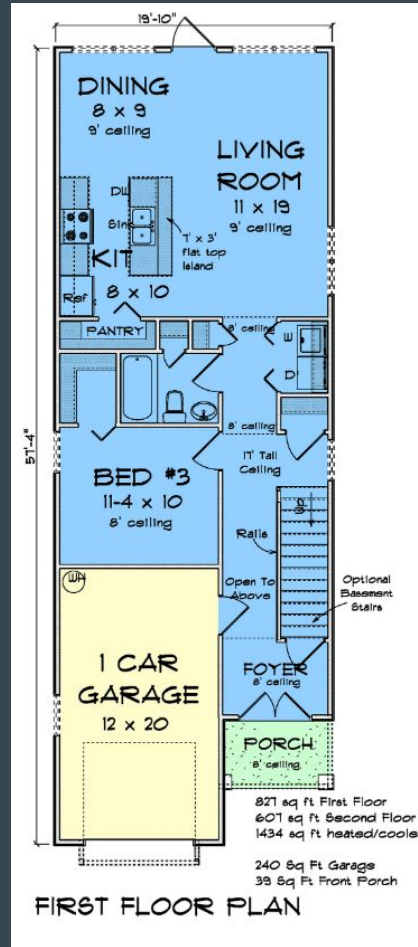 19'-10"
DINING
8 x 9
9' ceiling
LIVING
ROOM
11 x 19
9' ceiling
DW
Sink
7' x 3'
flat top
island
KIT
8 x 10
Ref
PANTRY
8' ceiling
W
D
8' ceiling
57'-4"
17' Tall
Ceiling
BED #3
11-4 x 10
8' ceiling
UP
Rails
WH
Open To
Above
Optional
Basement
Stairs
1 CAR
GARAGE
12 x 20
FOYER
8' ceiling
PORCH
8' ceiling
827 sq ft First Floor
607 sq ft Second Floor
1434 sq ft heated/coole
240 Sq Ft Garage
39 Sq Ft Front Porch
FIRST FLOOR PLAN